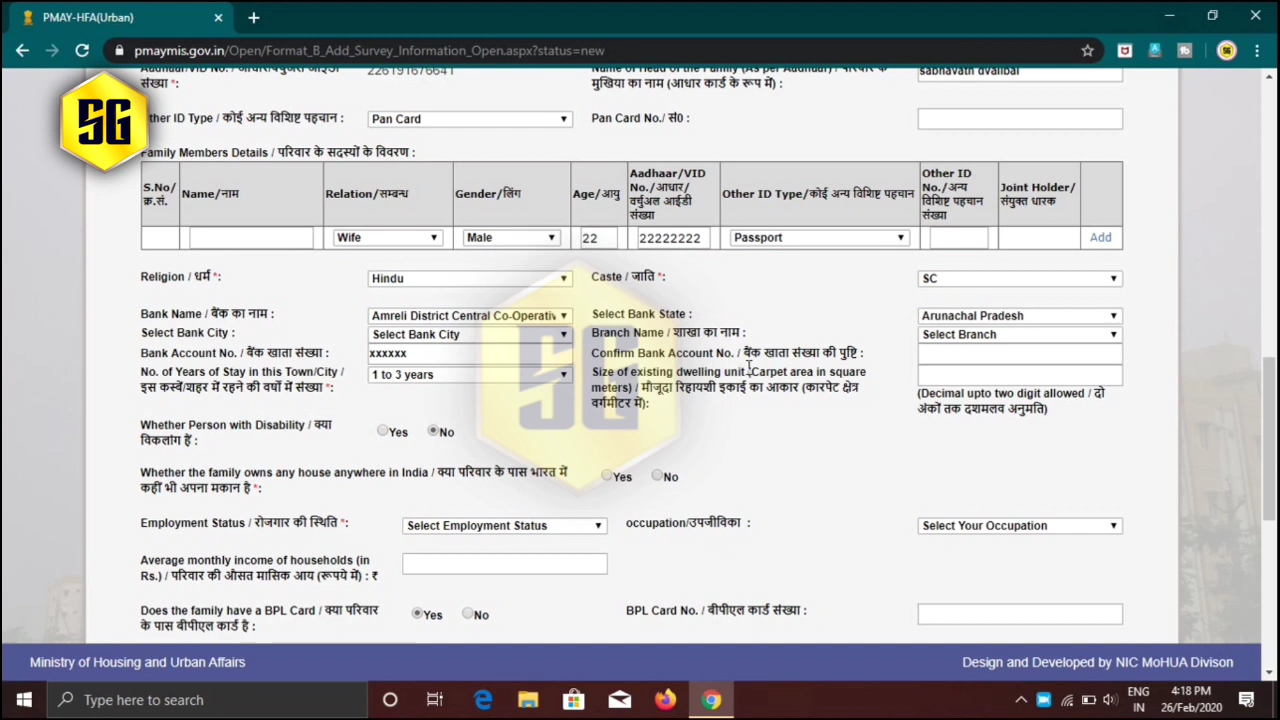 PMAY-HFA(Urban)
pmaymis.gov.in/Open/Format_B_Add_Survey_Information_Open.aspx?status=new
SG
संख्या *:
226191676641
Name of Head of the Family (As per Aadhaar) / परिवार के
मुखिया का नाम (आधार कार्ड के रूप में) :
ther ID Type / कोई अन्य विशिष्ट पहचान :
Pan Card
Pan Card No./ सं0 :
Family Members Details / परिवार के सदस्यों के विवरण :
S.No/
क्र.सं.
Name/नाम
Relation/सम्बन्ध
Gender/लिंग
Age/आयु
Aadhaar/VID
No./आधार/
वर्चुअल आईडी
संख्या
Other ID Type/कोई अन्य विशिष्ट पहचान
Other ID
No./अन्य
विशिष्ट पहचान
संख्या
Joint Holder/
संयुक्त धारक
Wife
Male
22
22222222
Passport
Add
Religion / धर्म *:
Hindu
Caste / जाति *:
SC
Bank Name / बैंक का नाम :
Amreli District Central Co-Operativ
Select Bank State :
Arunachal Pradesh
Select Bank City :
Select Bank City
Branch Name / शाखा का नाम :
Select Branch
Bank Account No. / बैंक खाता संख्या :
xxxxxx
Confirm Bank Account No. / बैंक खाता संख्या की पुष्टि :
No. of Years of Stay in this Town/City /
इस कस्बें/शहर में रहने की वर्षो में संख्या *:
1 to 3 years
Size of existing dwelling unit Carpet area in square
meters) / मौजूदा रिहायशी इकाई का आकार (कारपेट क्षेत्र
वर्गमीटर में):
(Decimal upto two digit allowed / दो
अंकों तक दशमलव अनुमति)
Whether Person with Disability / क्या
विकलांग हैं :
Yes No
Whether the family owns any house anywhere in India / क्या परिवार के पास भारत में
कहीं भी अपना मकान है *:
Yes No
Employment Status / रोजगार की स्थिति *:
Select Employment Status
occupation/उपजीविका :
Select Your Occupation
Average monthly income of households (in
Rs.) / परिवार की औसत मासिक आय (रूपये में) : ₹
Does the family have a BPL Card / क्या परिवार
के पास बीपीएल कार्ड है :
Yes No
BPL Card No. / बीपीएल कार्ड संख्या :
Ministry of Housing and Urban Affairs
Design and Developed by NIC MoHUA Divison
Type here to search
ENG
IN
4:18 PM
26/Feb/2020